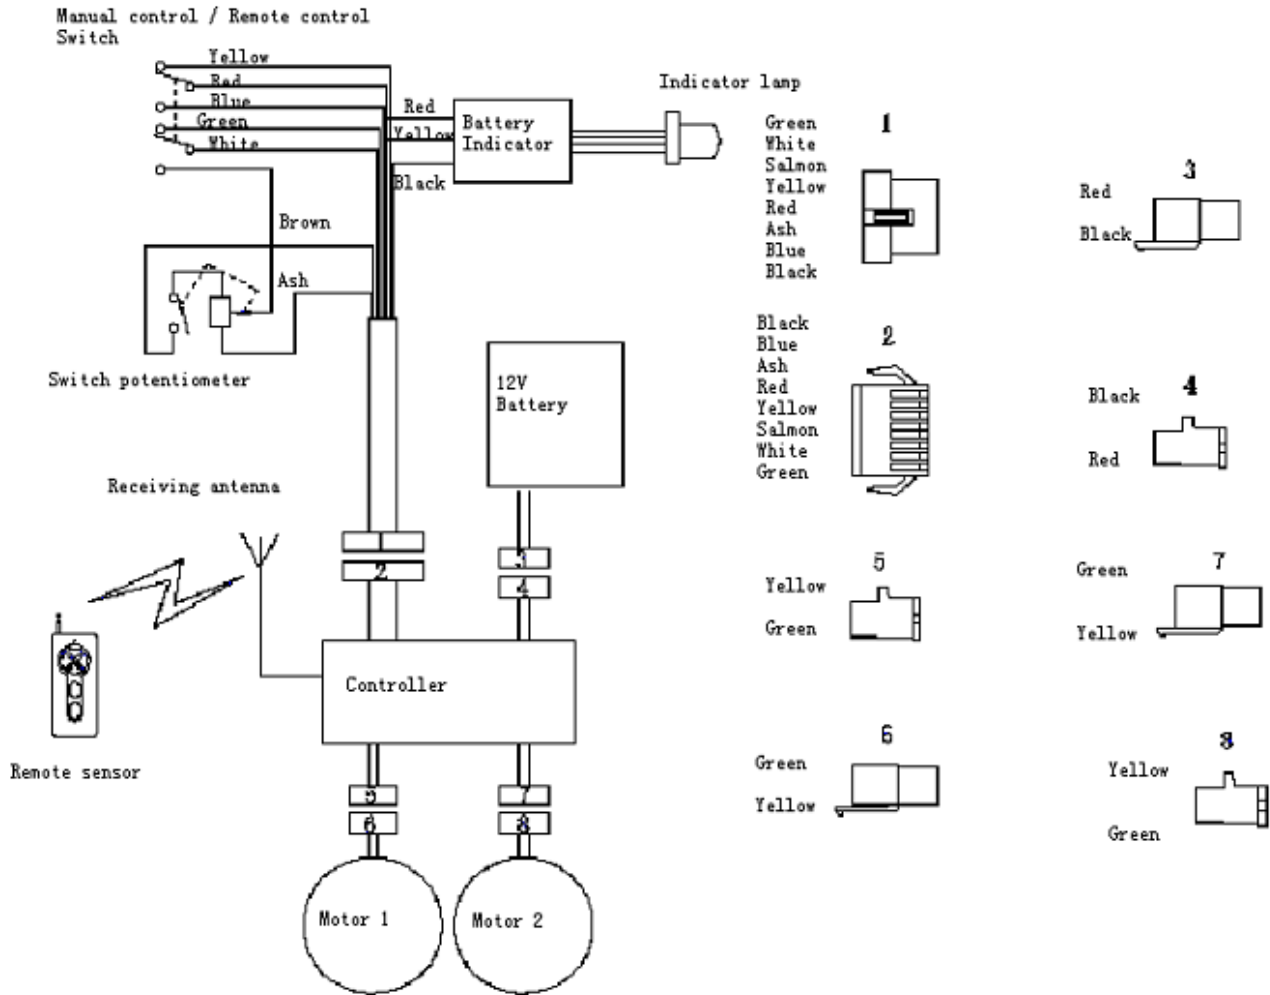 Manual control / Remote control
Switch
Yellow
Red
Blue
Green
White
Red
Yellow
Black
Battery
Indicator
Indicator lamp
Brown
Ash
Switch potentiometer
12V
Battery
Receiving antenna
2
3
4
Controller
Remote sensor
5
6
7
8
Motor 1
Motor 2
1
Green
White
Salmon
Yellow
Red
Ash
Blue
Black
2
Black
Blue
Ash
Red
Yellow
Salmon
White
Green
3
Red
Black
4
Black
Red
5
Yellow
Green
7
Green
Yellow
6
Green
Yellow
8
Yellow
Green